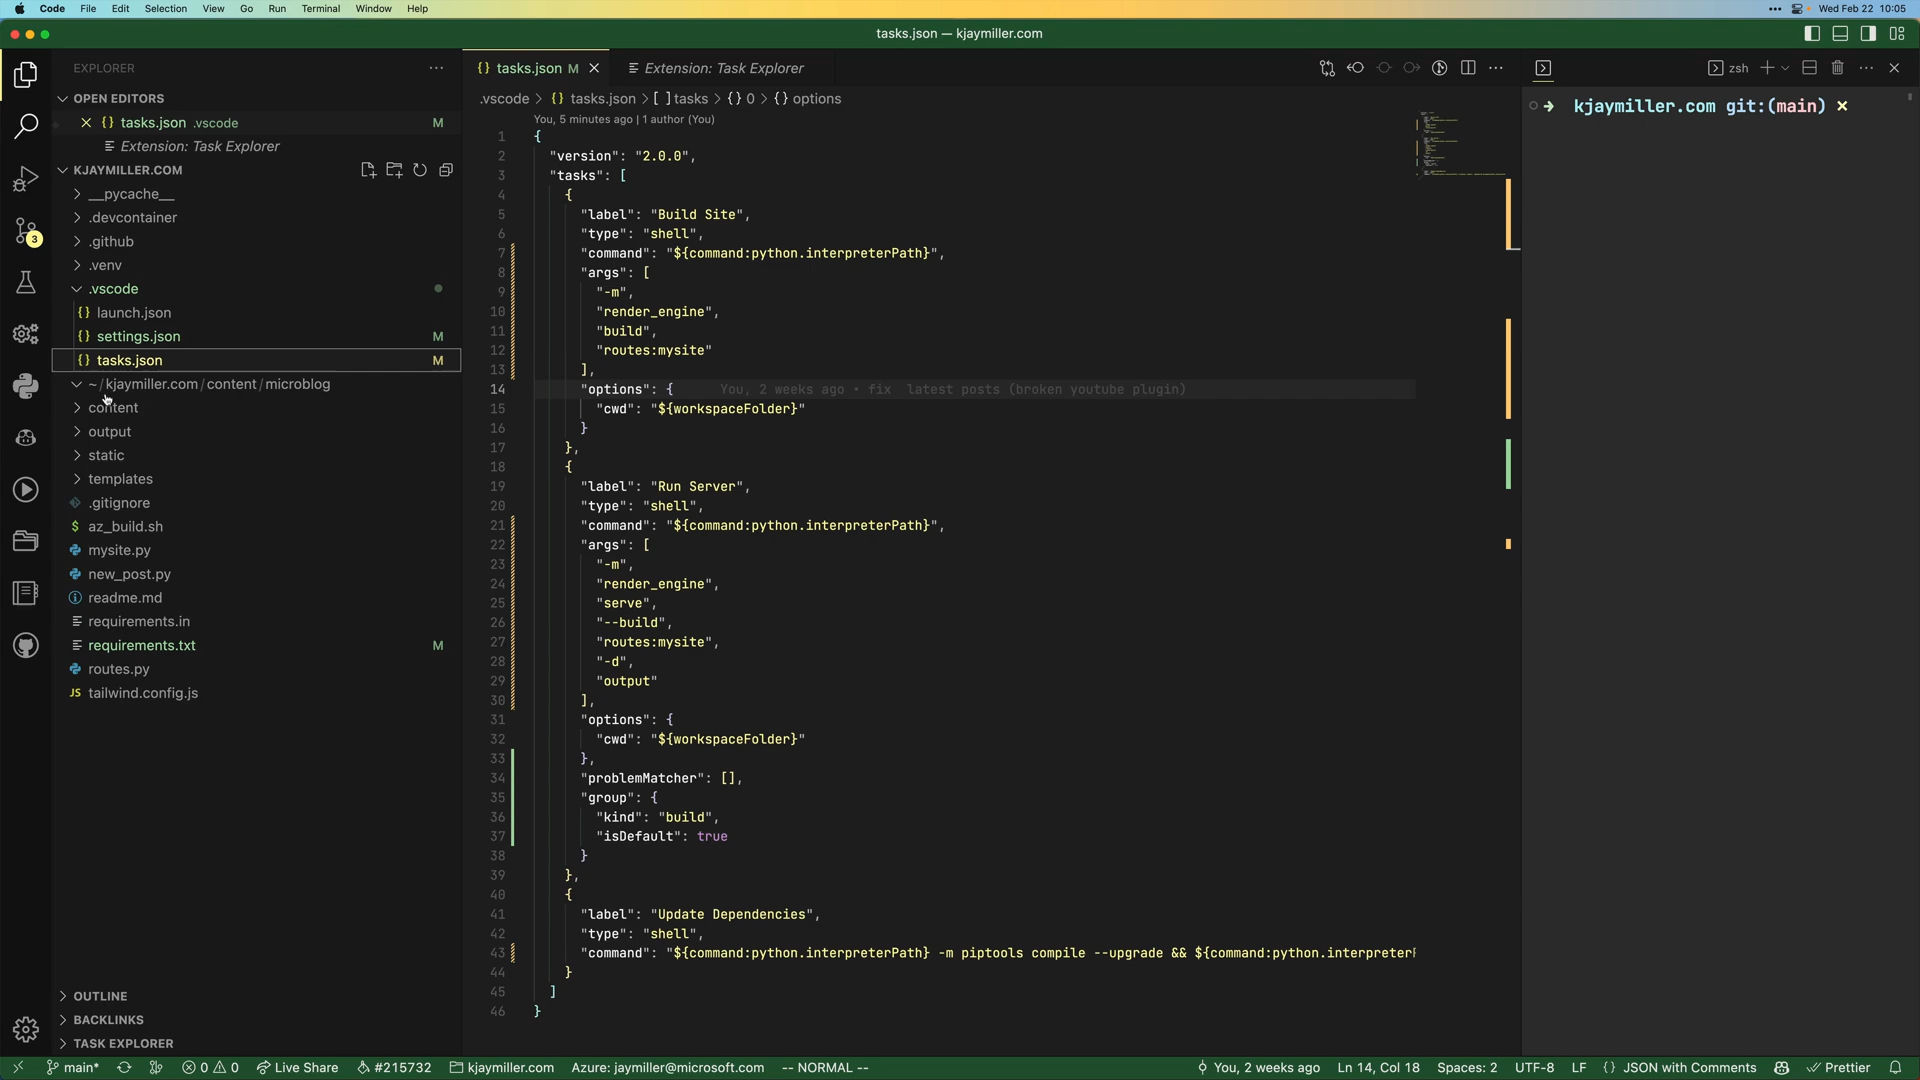 Code File Edit Selection View Go Run Terminal Window Help
Wed Feb 22 10:05
tasks.json — kjaymiller.com
EXPLORER
OPEN EDITORS
tasks.json .vscode M
Extension: Task Explorer
KJAYMILLER.COM
__pycache__
.devcontainer
.github
.venv
.vscode
launch.json
settings.json M
tasks.json M
~/kjaymiller.com/content/microblog
content
output
static
templates
.gitignore
az_build.sh
mysite.py
new_post.py
readme.md
requirements.in
requirements.txt M
routes.py
JS tailwind.config.js
OUTLINE
BACKLINKS
TASK EXPLORER
3
{} tasks.json M
Extension: Task Explorer
.vscode > {} tasks.json > [ ] tasks > {} 0 > {} options
You, 5 minutes ago | 1 author (You)
1 {
2 "version": "2.0.0",
3 "tasks": [
4 {
5 "label": "Build Site",
6 "type": "shell",
7 "command": "${command:python.interpreterPath}",
8 "args": [
9 "-m",
10 "render_engine",
11 "build",
12 "routes:mysite"
13 ],
14 "options": { You, 2 weeks ago • fix latest posts (broken youtube plugin)
15 "cwd": "${workspaceFolder}"
16 }
17 },
18 {
19 "label": "Run Server",
20 "type": "shell",
21 "command": "${command:python.interpreterPath}",
22 "args": [
23 "-m",
24 "render_engine",
25 "serve",
26 "--build",
27 "routes:mysite",
28 "-d",
29 "output"
30 ],
31 "options": {
32 "cwd": "${workspaceFolder}"
33 },
34 "problemMatcher": [],
35 "group": {
36 "kind": "build",
37 "isDefault": true
38 }
39 },
40 {
41 "label": "Update Dependencies",
42 "type": "shell",
43 "command": "${command:python.interpreterPath} -m piptools compile --upgrade && ${command:python.interpreter
44 }
45 ]
46 }
zsh
kjaymiller.com git:(main)
main* 0 0 Live Share #215732 kjaymiller.com Azure: jaymiller@microsoft.com -- NORMAL --
You, 2 weeks ago Ln 14, Col 18 Spaces: 2 UTF-8 LF {} JSON with Comments Prettier